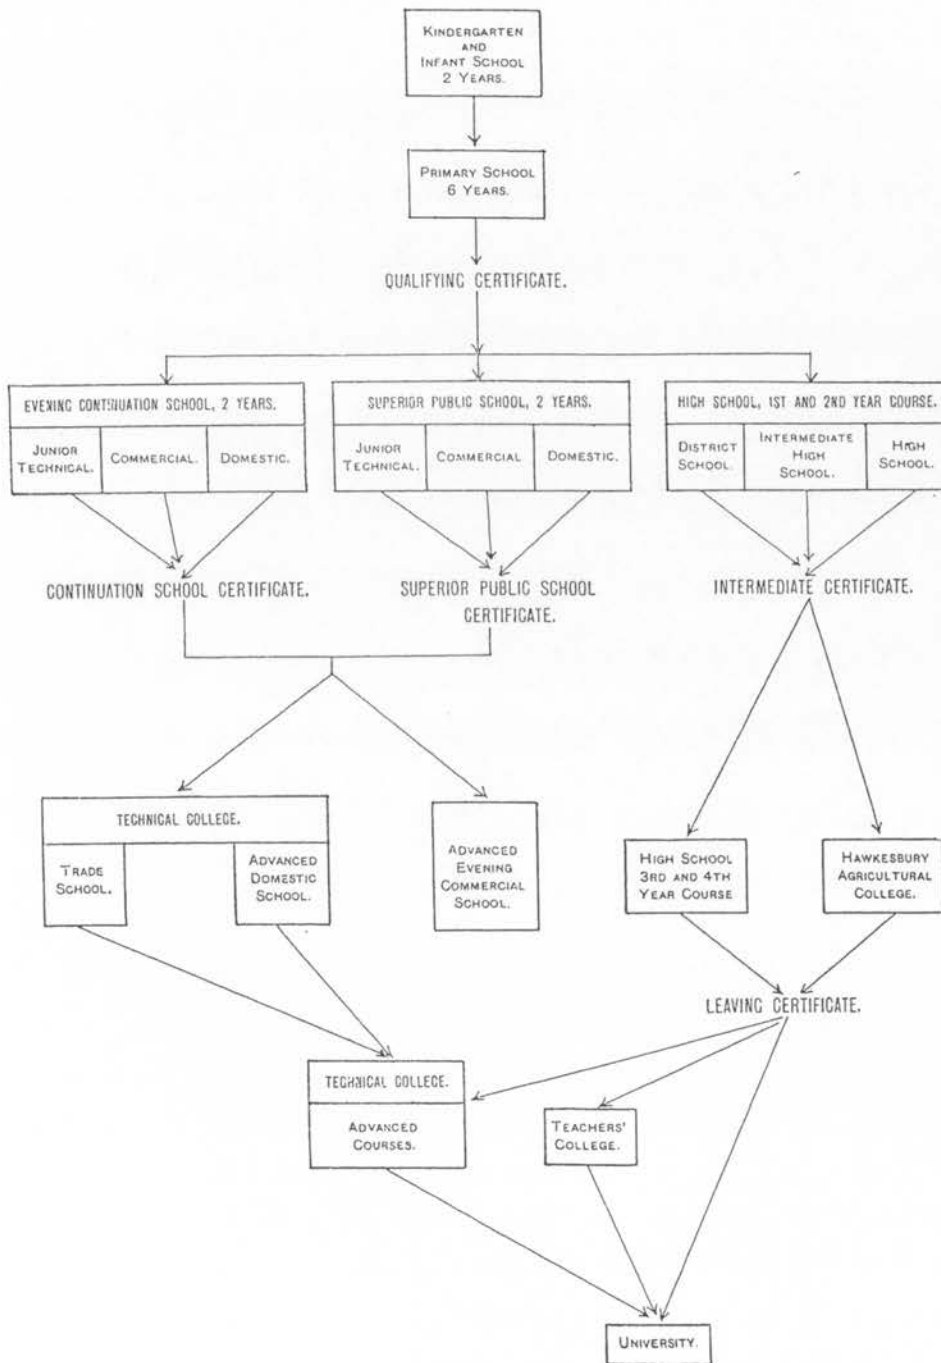 KINDERGARTEN
AND
INFANT SCHOOL
2 YEARS.
PRIMARY SCHOOL
6 YEARS.
QUALIFYING CERTIFICATE.
EVENING CONTINUATION SCHOOL, 2 YEARS.
JUNIOR
TECHNICAL.
COMMERCIAL.
DOMESTIC.
SUPERIOR PUBLIC SCHOOL, 2 YEARS.
JUNIOR
TECHNICAL.
COMMERCIAL
DOMESTIC.
HIGH SCHOOL, 1ST AND 2ND YEAR COURSE.
DISTRICT
SCHOOL.
INTERMEDIATE
HIGH
SCHOOL.
HIGH
SCHOOL.
CONTINUATION SCHOOL CERTIFICATE.
SUPERIOR PUBLIC SCHOOL
CERTIFICATE.
INTERMEDIATE CERTIFICATE.
TECHNICAL COLLEGE.
TRADE
SCHOOL.
ADVANCED
DOMESTIC
SCHOOL.
ADVANCED
EVENING
COMMERCIAL
SCHOOL.
HIGH SCHOOL
3RD AND 4TH
YEAR COURSE
HAWKESBURY
AGRICULTURAL
COLLEGE.
LEAVING CERTIFICATE.
TECHNICAL COLLEGE.
ADVANCED
COURSES.
TEACHERS'
COLLEGE.
UNIVERSITY.